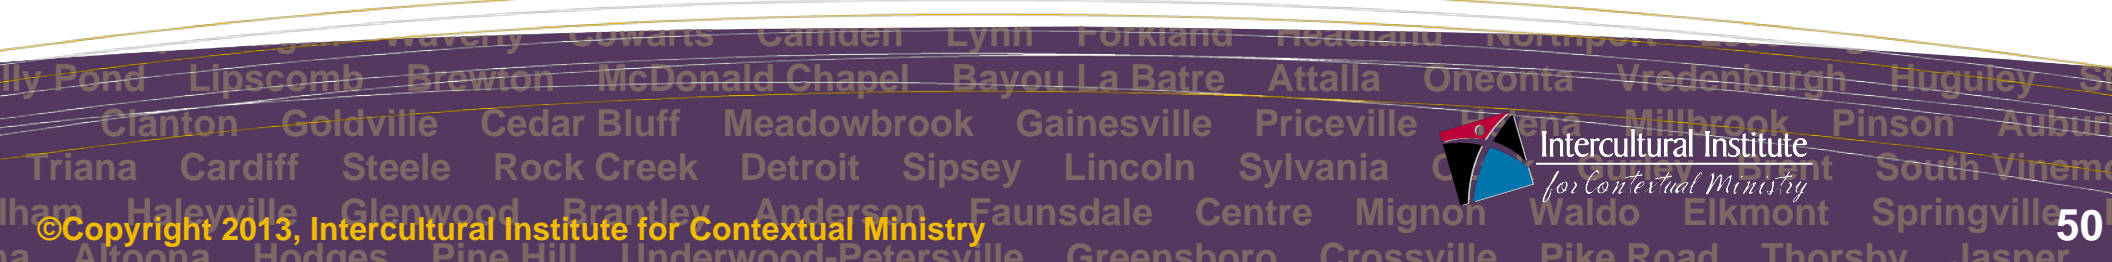 Waverly Cowarts Camden Lynn Forkland Headland Northport
Pond Lipscomb Brewton McDonald Chapel Bayou La Batre Attalla Oneonta Vredenburgh Huguley
Clanton Goldville Cedar Bluff Meadowbrook Gainesville Priceville Millbrook Pinson
Intercultural Institute
for Contextual Ministry
Triana Cardiff Steele Rock Creek Detroit Sipsey Lincoln Sylvania South
Haleyville Glenwood Brantley Anderson Faunsdale Centre Mignon Waldo Elkmont Springville
©Copyright 2013, Intercultural Institute for Contextual Ministry
50
Altoona Hodges Pine Hill Underwood-Petersville Greensboro Crossville Pike Road Thorsby Jasper